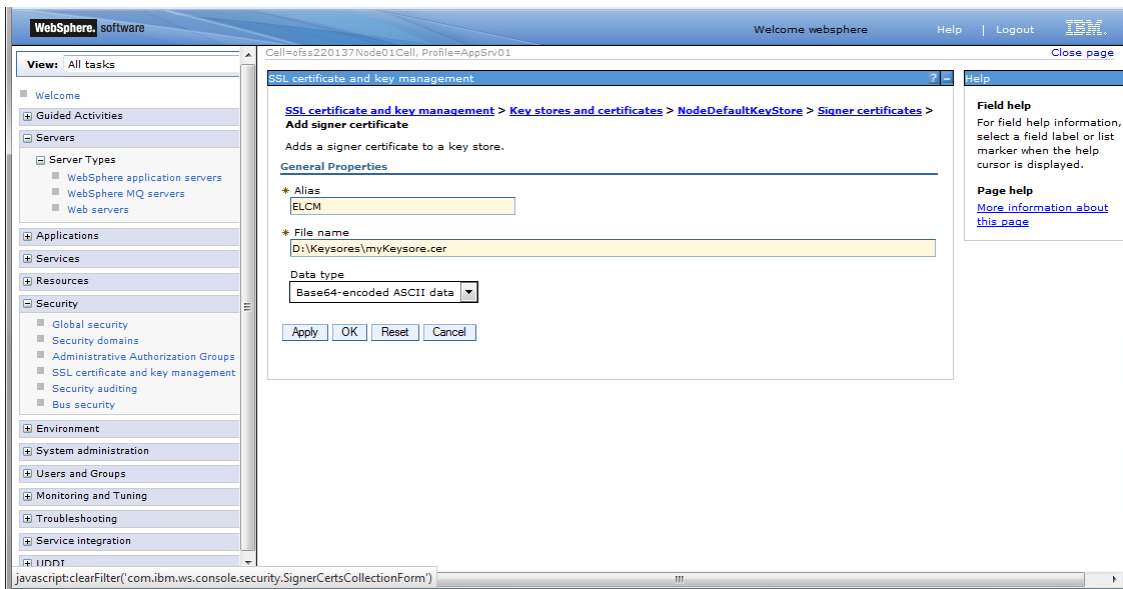 WebSphere. software
Welcome websphere
Help | Logout
IBM.
View: All tasks
Cell=ofss220137Node01Cell, Profile=AppSrv01
Close page
Welcome
Guided Activities
Servers
Server Types
WebSphere application servers
WebSphere MQ servers
Web servers
Applications
Services
Resources
Security
Global security
Security domains
Administrative Authorization Groups
SSL certificate and key management
Security auditing
Bus security
Environment
System administration
Users and Groups
Monitoring and Tuning
Troubleshooting
Service integration
UDDI
SSL certificate and key management
? –
SSL certificate and key management > Key stores and certificates > NodeDefaultKeyStore > Signer certificates >
Add signer certificate
Adds a signer certificate to a key store.
General Properties
* Alias
ELCM
* File name
D:\Keysores\myKeysore.cer
Data type
Base64-encoded ASCII data
Apply OK Reset Cancel
Help
Field help
For field help information,
select a field label or list
marker when the help
cursor is displayed.
Page help
More information about
this page
javascript:clearFilter('com.ibm.ws.console.security.SignerCertsCollectionForm')